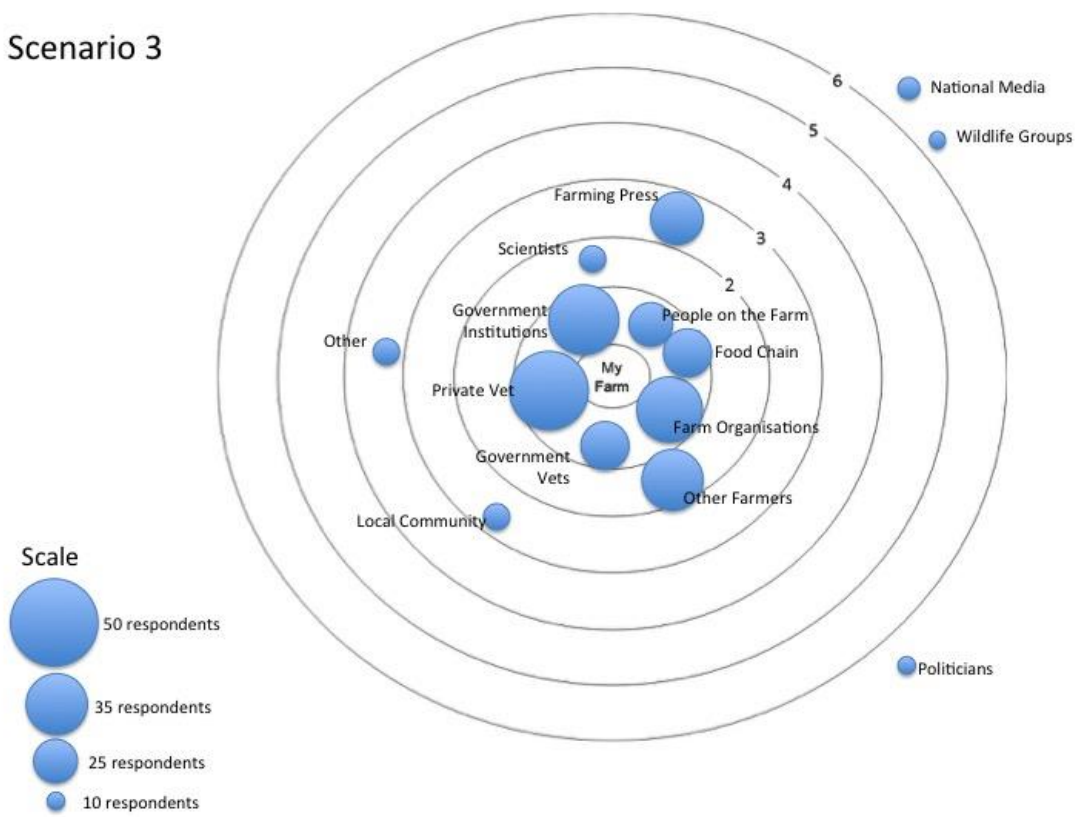 Scenario 3
6
National Media
5
Wildlife Groups
4
Farming Press
3
Scientists
2
Government
Institutions
People on the Farm
Other
Food Chain
My
Farm
Private Vet
Farm Organisations
Government
Vets
Other Farmers
Local Community
Scale
50 respondents
Politicians
35 respondents
25 respondents
10 respondents